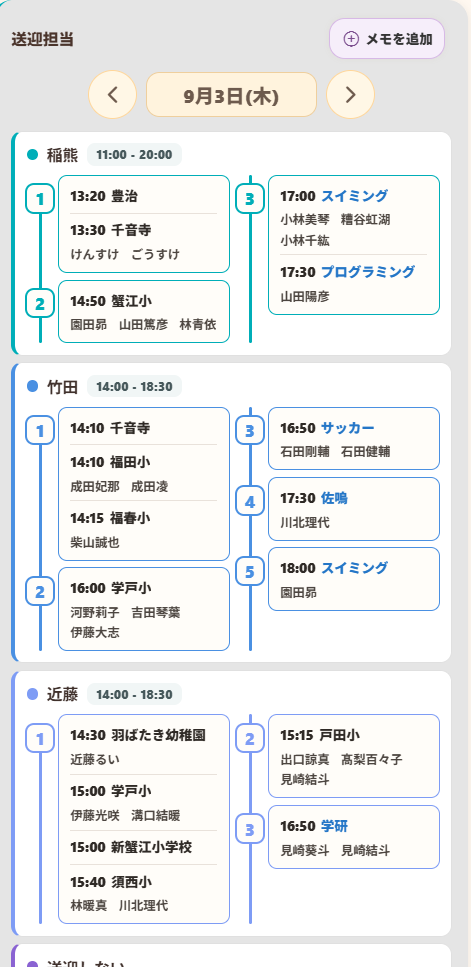 送迎担当
メモを追加
9月3日(木)
稲熊 11:00 - 20:00
1
13:20 豊治
13:30 千音寺
けんすけ ごうすけ
2
14:50 蟹江小
園田昴 山田篤彦 林青依
3
17:00 スイミング
小林美琴 糟谷虹湖
小林千紘
17:30 プログラミング
山田陽彦
竹田 14:00 - 18:30
1
14:10 千音寺
14:10 福田小
成田妃那 成田凌
14:15 福春小
柴山誠也
2
16:00 学戸小
河野莉子 吉田琴葉
伊藤大志
3
16:50 サッカー
石田剛輔 石田健輔
4
17:30 佐鳴
川北理代
5
18:00 スイミング
園田昴
近藤 14:00 - 18:30
1
14:30 羽ばたき幼稚園
近藤るい
15:00 学戸小
伊藤光咲 溝口結暖
15:00 新蟹江小学校
15:40 須西小
林暖真 川北理代
2
15:15 戸田小
出口諒真 髙梨百々子
見崎結斗
3
16:50 学研
見崎葵斗 見崎結斗
送迎しない